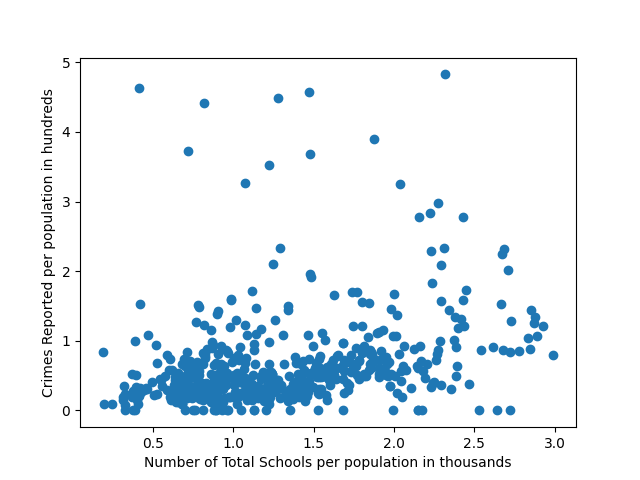 5
4
3
2
1
0
Crimes Reported per population in hundreds
0.5 1.0 1.5 2.0 2.5 3.0
Number of Total Schools per population in thousands